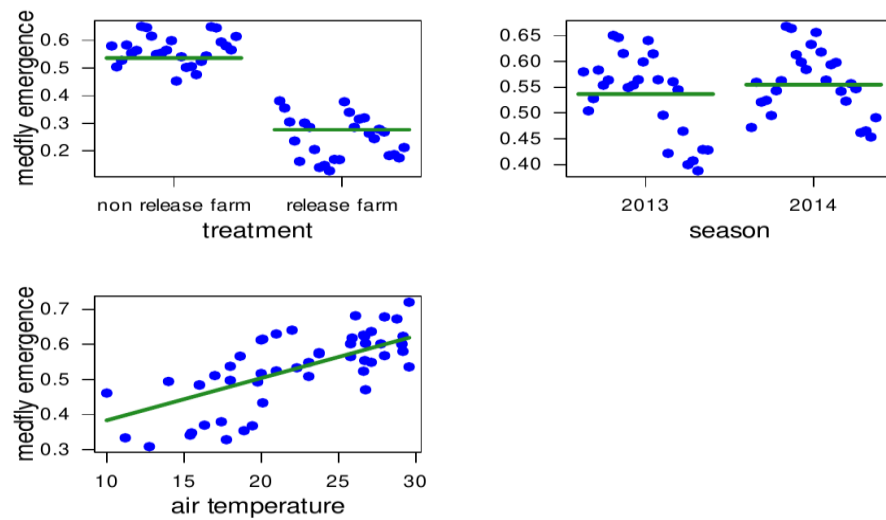 medfly emergence
0.6
0.5
0.3
0.2
non release farm release farm
treatment
0.65
0.60
0.55
0.50
0.45
0.40
2013 2014
season
medfly emergence
0.7
0.6
0.5
0.4
0.3
10 15 20 25 30
air temperature